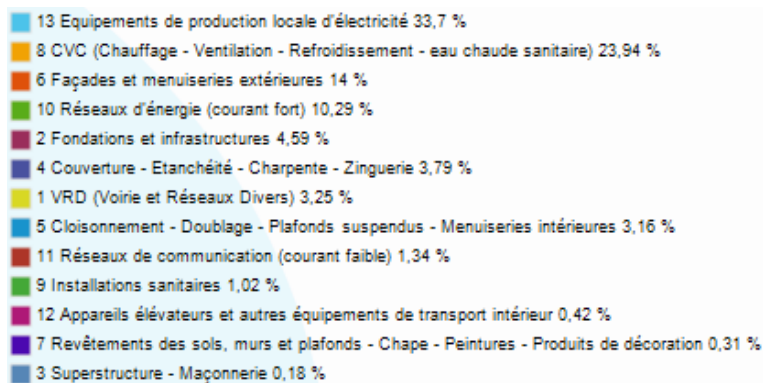 13 Equipements de production locale d'électricité 33,7 %
8 CVC (Chauffage - Ventilation - Refroidissement - eau chaude sanitaire) 23,94 %
6 Façades et menuiseries extérieures 14 %
10 Réseaux d'énergie (courant fort) 10,29 %
2 Fondations et infrastructures 4,59 %
4 Couverture - Etanchéité - Charpente - Zinguerie 3,79 %
1 VRD (Voirie et Réseaux Divers) 3,25 %
5 Cloisonnement - Doublage - Plafonds suspendus - Menuiseries intérieures 3,16 %
11 Réseaux de communication (courant faible) 1,34 %
9 Installations sanitaires 1,02 %
12 Appareils élévateurs et autres équipements de transport intérieur 0,42 %
7 Revêtements des sols, murs et plafonds - Chape - Peintures - Produits de décoration 0,31 %
3 Superstructure - Maçonnerie 0,18 %